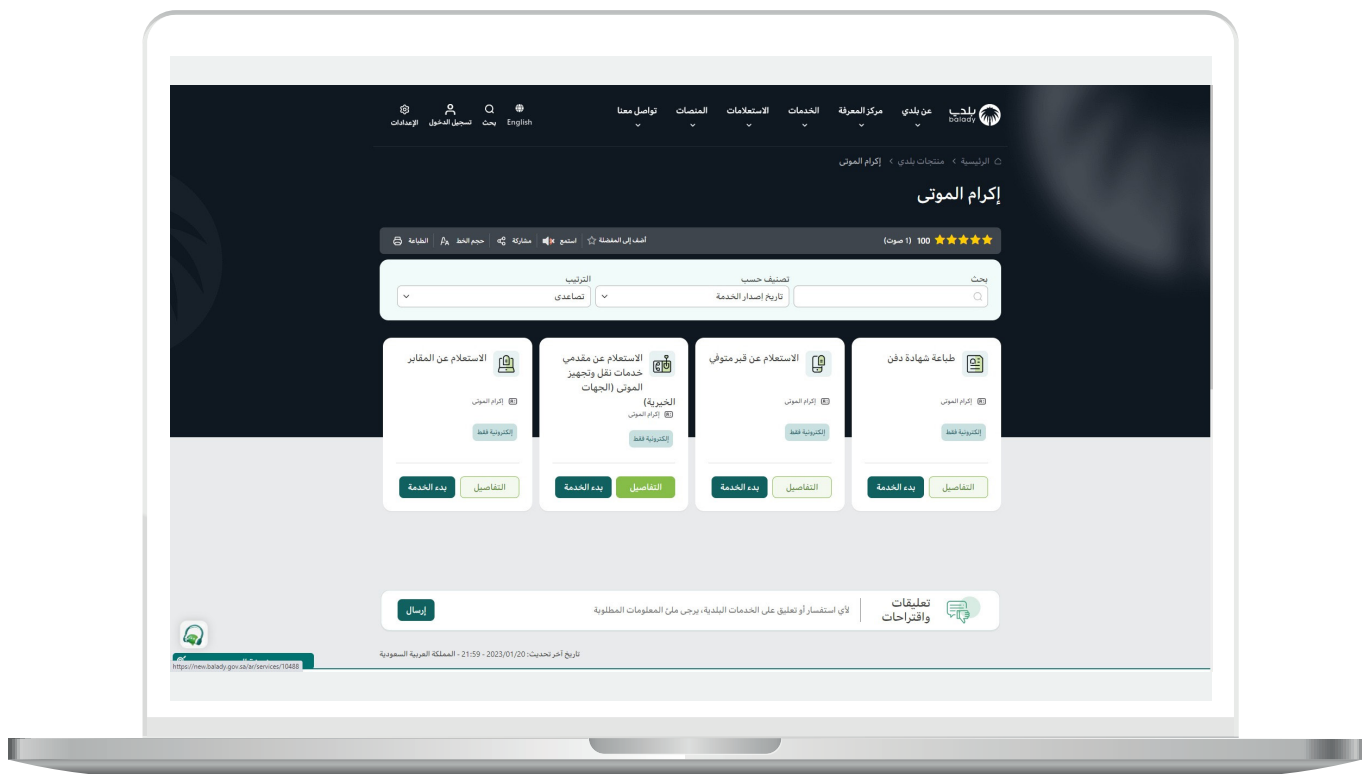 بلدي
balady
عن بلدي
مركز المعرفة
الخدمات
الاستعلامات
المنصات
تواصل معنا
English
بحث
تسجيل الدخول
الإعدادات
الرئيسية › منتجات بلدي › إكرام الموتى
إكرام الموتى
100 (1 صوت)
أضف إلى المفضلة
استمع
مشاركة
حجم الخط
الطباعة
بحث
تصنيف حسب
الترتيب
تاريخ إصدار الخدمة
تصاعدي
طباعة شهادة دفن
إكرام الموتى
إلكترونية فقط
التفاصيل
بدء الخدمة
الاستعلام عن قبر متوفي
إكرام الموتى
إلكترونية فقط
التفاصيل
بدء الخدمة
الاستعلام عن مقدمي
خدمات نقل وتجهيز
الموتى (الجهات
الخيرية)
إكرام الموتى
إلكترونية فقط
التفاصيل
بدء الخدمة
الاستعلام عن المقابر
إكرام الموتى
إلكترونية فقط
التفاصيل
بدء الخدمة
تعليقات
واقتراحات
لأي استفسار أو تعليق على الخدمات البلدية، يرجى ملئ المعلومات المطلوبة
إرسال
تاريخ آخر تحديث: 2023/01/20 - 21:59 - المملكة العربية السعودية
https://new.balady.gov.sa/ar/services/10488